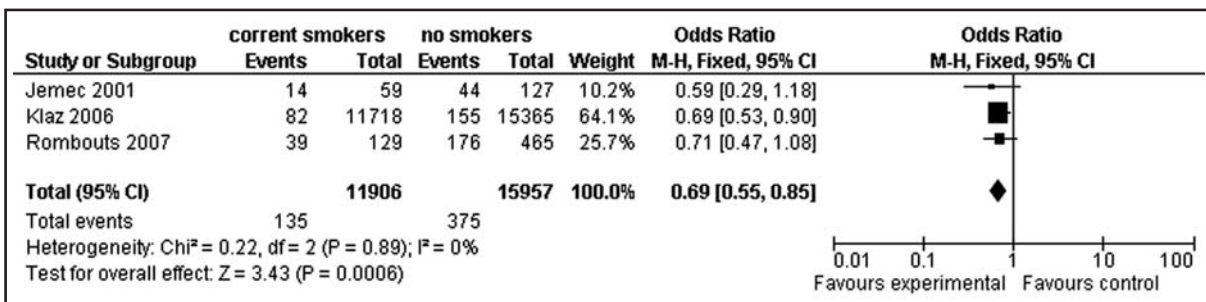 corrent smokers no smokers Odds Ratio Odds Ratio
Study or Subgroup Events Total Events Total Weight M-H, Fixed, 95% CI M-H, Fixed, 95% CI
Jemec 2001 14 59 44 127 10.2% 0.59 [0.29, 1.18]
Klaz 2006 82 11718 155 15365 64.1% 0.69 [0.53, 0.90]
Rombouts 2007 39 129 176 465 25.7% 0.71 [0.47, 1.08]
Total (95% CI) 11906 15957 100.0% 0.69 [0.55, 0.85]
Total events 135 375
Heterogeneity: Chi² = 0.22, df = 2 (P = 0.89); I² = 0%
Test for overall effect: Z = 3.43 (P = 0.0006)
0.01 0.1 1 10 100
Favours experimental Favours control